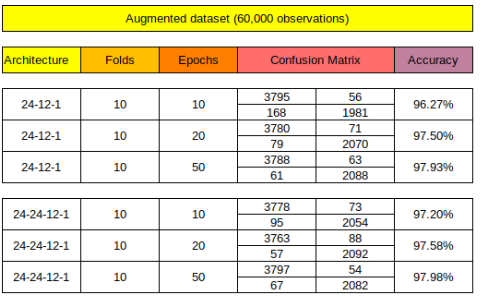 Augmented dataset (60,000 observations)
Architecture Folds Epochs Confusion Matrix Accuracy
24-12-1 10 10 3795 56 96.27%
168 1981
24-12-1 10 20 3780 71 97.50%
79 2070
24-12-1 10 50 3788 63 97.93%
61 2088
24-24-12-1 10 10 3778 73 97.20%
95 2054
24-24-12-1 10 20 3763 88 97.58%
57 2092
24-24-12-1 10 50 3797 54 97.98%
67 2082